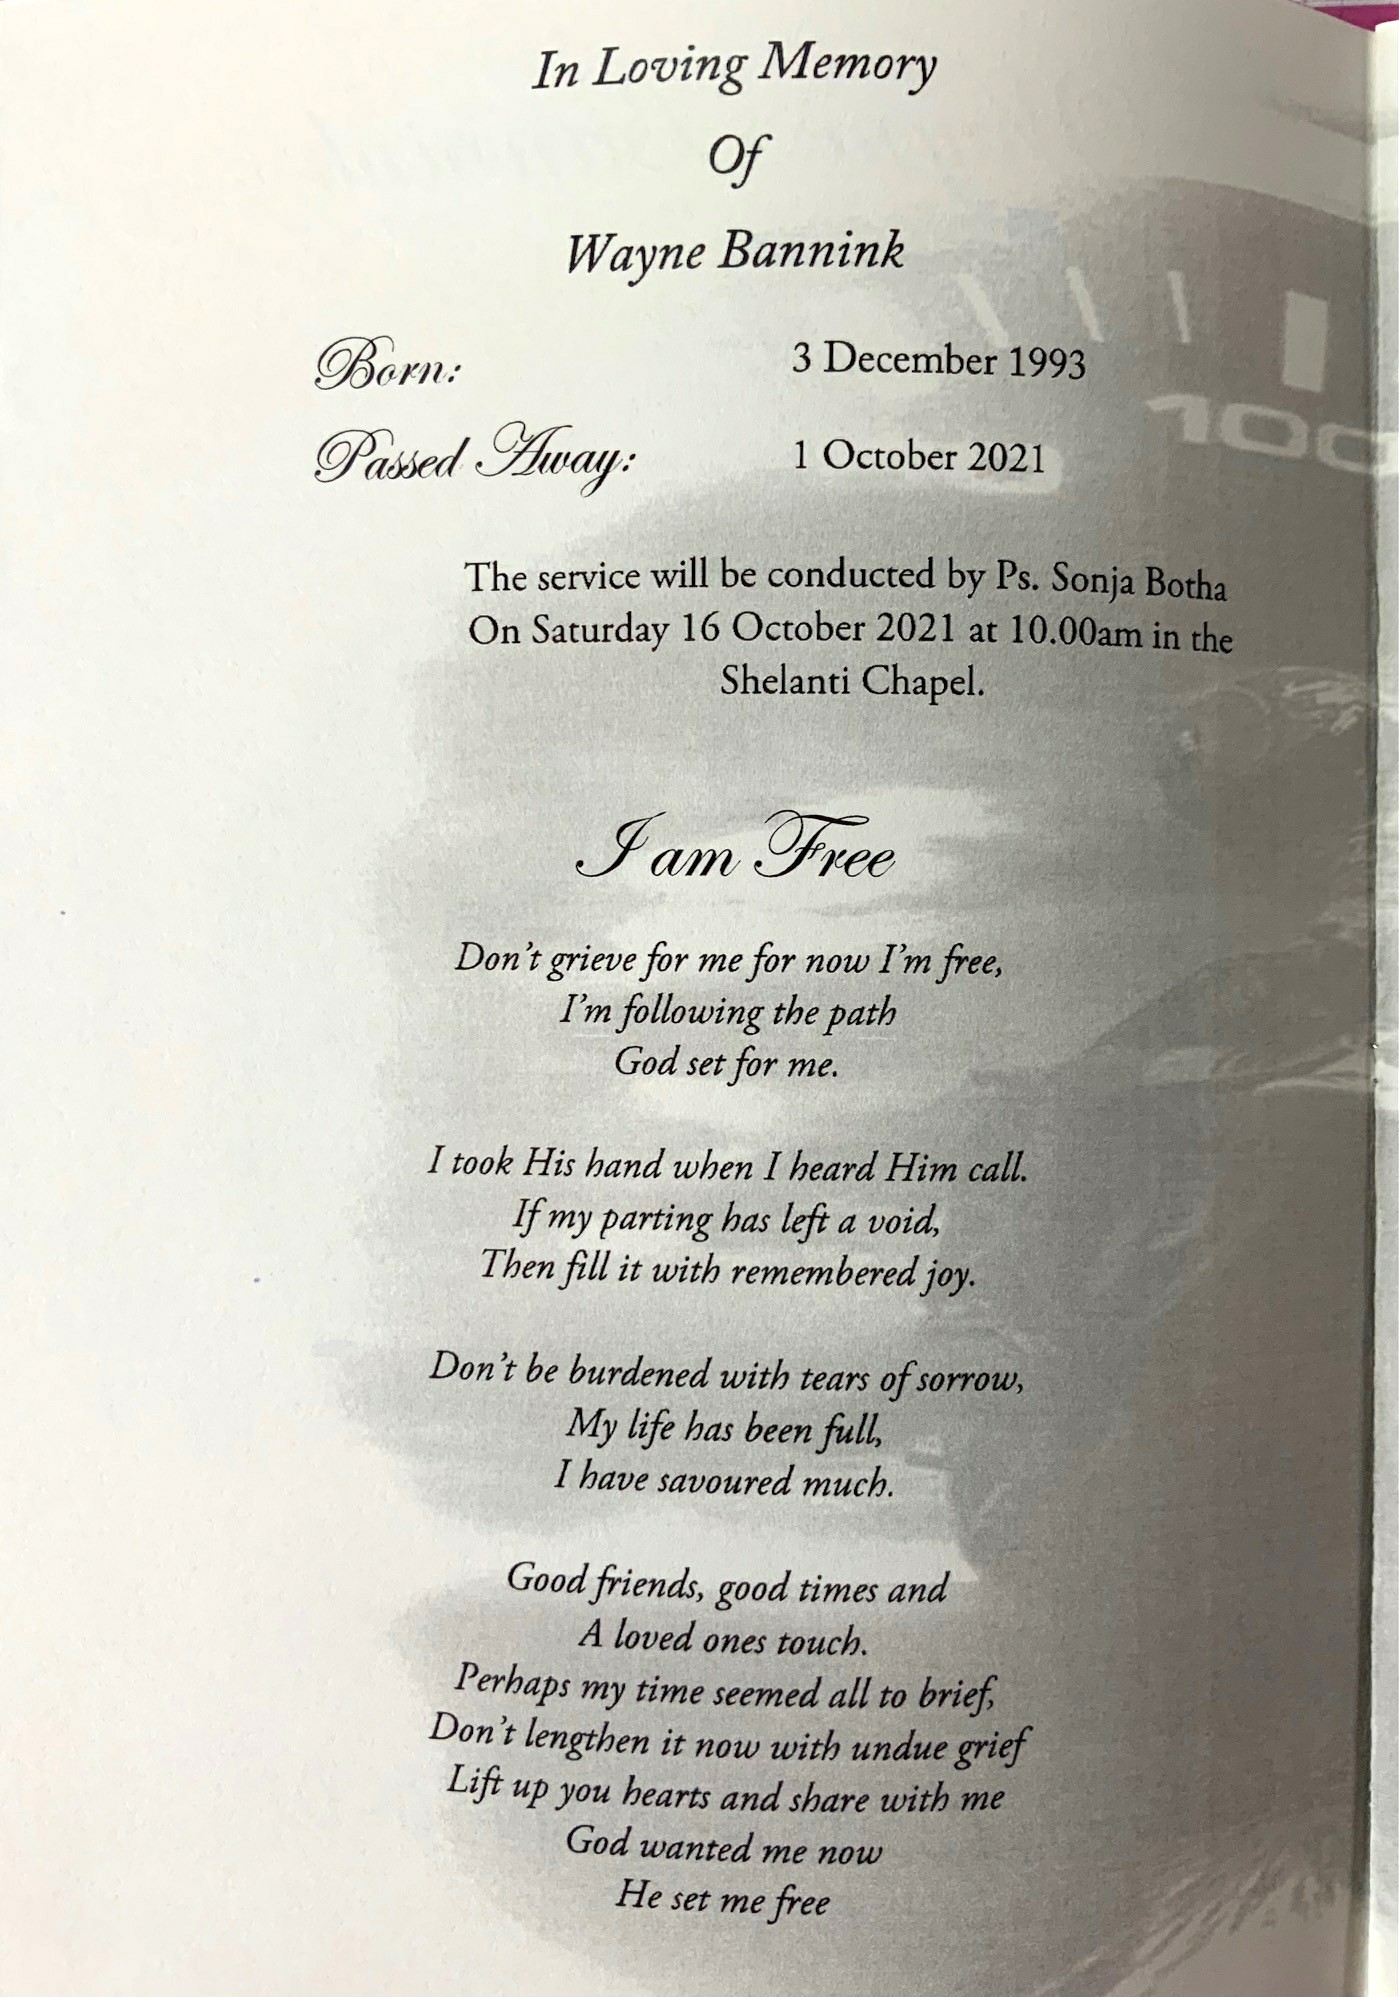 In Loving Memory
Of
Wayne Bannink
Born: 3 December 1993
Passed Away: 1 October 2021
The service will be conducted by Ps. Sonja Botha
On Saturday 16 October 2021 at 10.00am in the
Shelanti Chapel.
100
I am Free
Don't grieve for me for now I'm free,
I'm following the path
God set for me.
I took His hand when I heard Him call.
If my parting has left a void,
Then fill it with remembered joy.
Don't be burdened with tears of sorrow,
My life has been full,
I have savoured much.
Good friends, good times and
A loved ones touch.
Perhaps my time seemed all to brief,
Don't lengthen it now with undue grief
Lift up you hearts and share with me
God wanted me now
He set me free